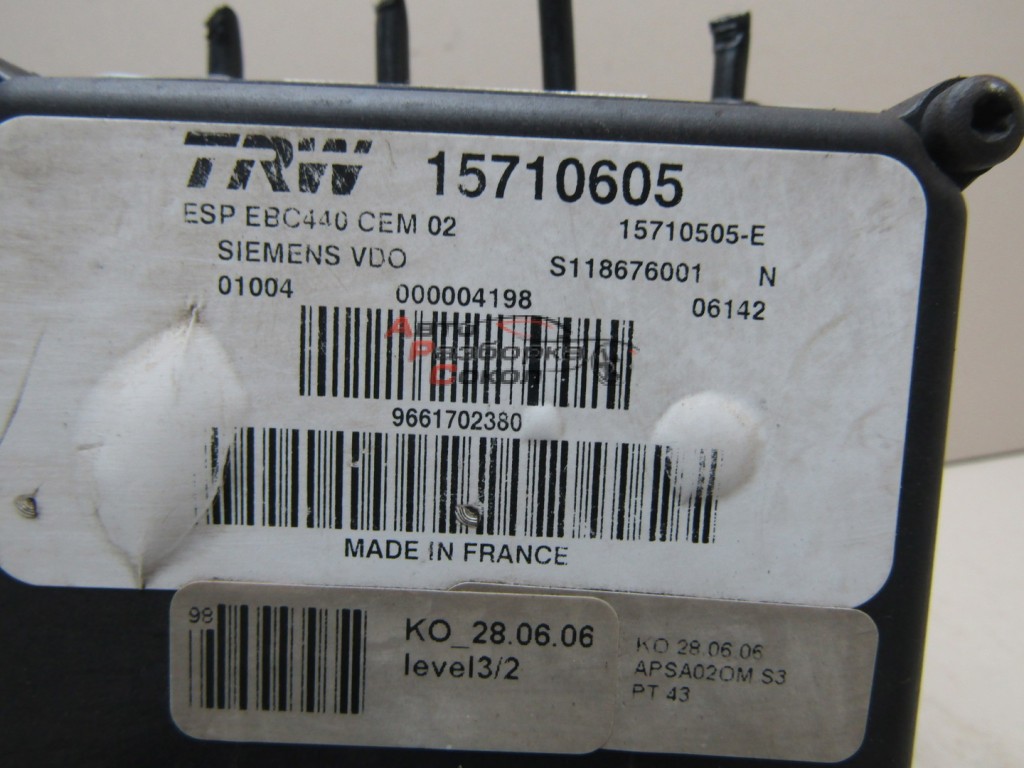 TRW 15710605
ESP EBC440 CEM 02 15710505-E
SIEMENS VDO S118676001 N
01004 000004198 06142
Авто
Разборка
Сокол
9661702380
MADE IN FRANCE
98
KO_28.06.06
level3/2
KO 28.06.06
APSA02OM S3
PT 43